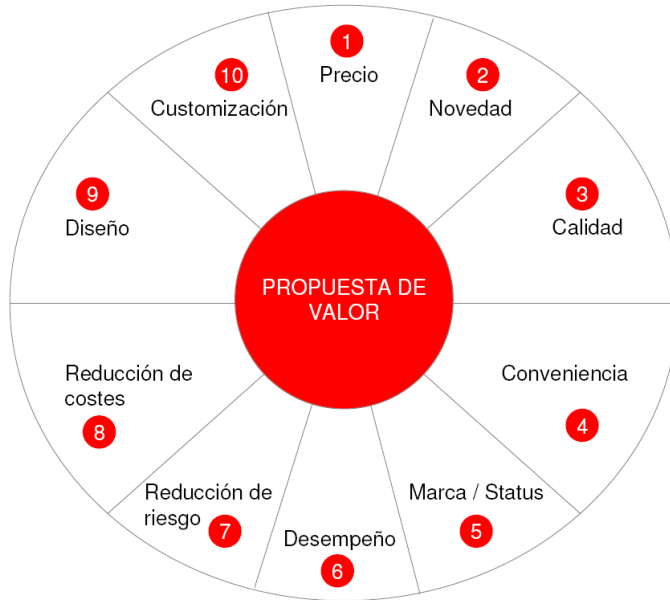 1
Precio
2
Novedad
3
Calidad
Conveniencia
4
Marca / Status
5
Desempeño
6
Reducción de
riesgo
7
Reducción de
costes
8
9
Diseño
10
Customización
PROPUESTA DE
VALOR